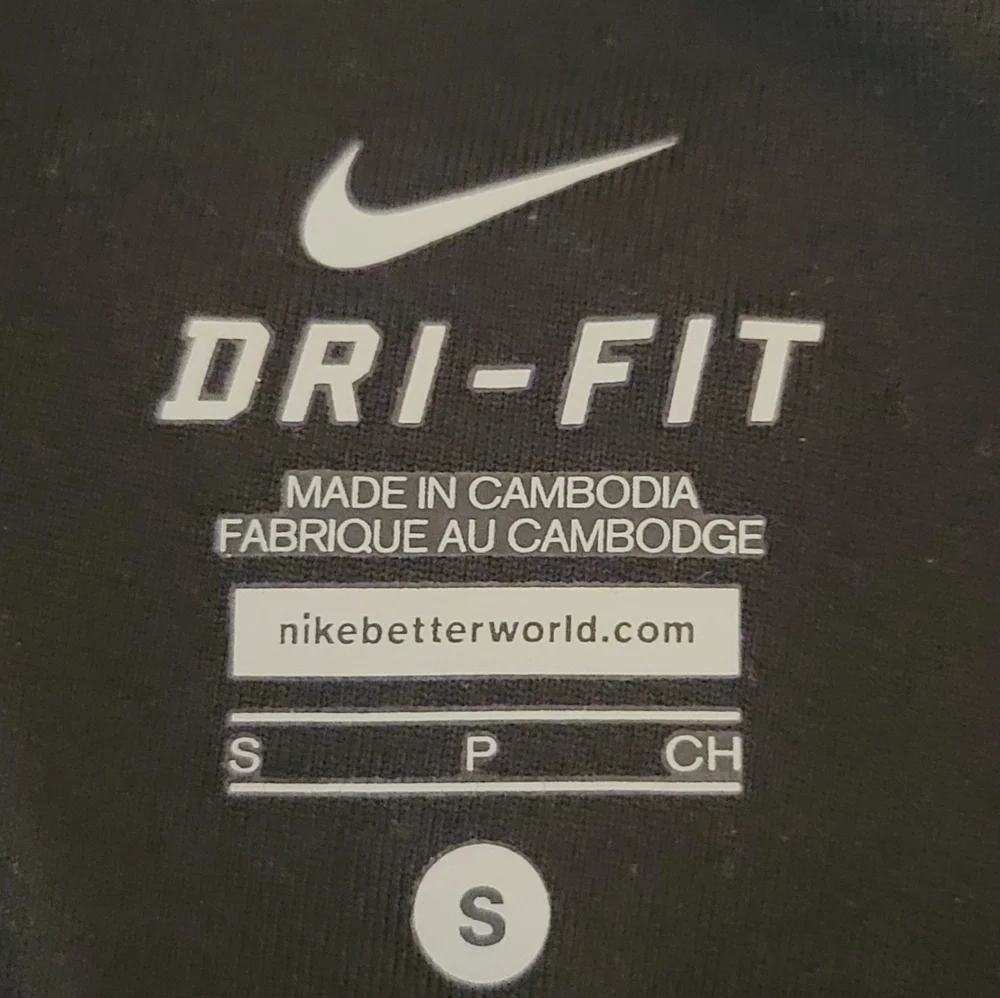 DRI-FIT
MADE IN CAMBODIA
FABRIQUE AU CAMBODGE
nikebetterworld.com
S P CH
S